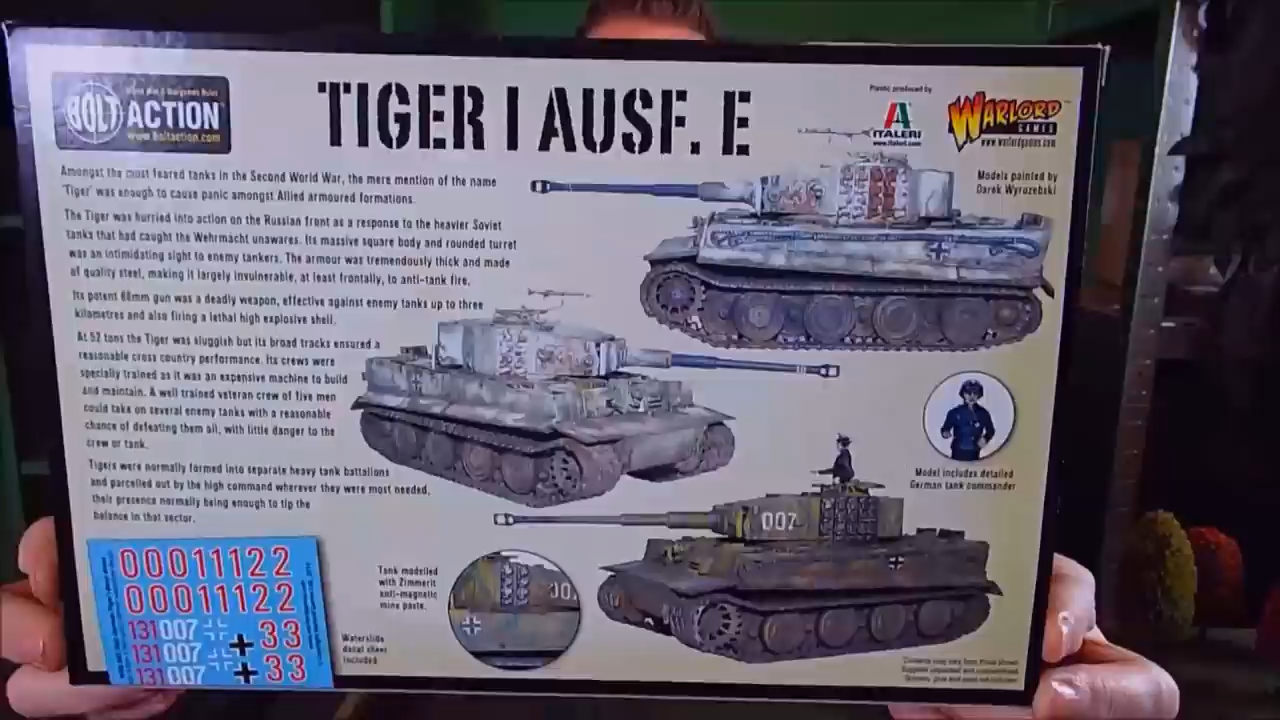 BOLT ACTION
www.boltaction.com
TIGER I AUSF. E
Plastic produced by
ITALERI
www.italeri.com
WARLORD
GAMES
www.warlordgames.com
Models painted by
Darek Wyrozebski
Amongst the most feared tanks in the Second World War, the mere mention of the name
'Tiger' was enough to cause panic amongst Allied armoured formations.
The Tiger was hurried into action on the Russian front as a response to the heavier Soviet
tanks that had caught the Wehrmacht unawares. Its massive square body and rounded turret
was an intimidating sight to enemy tankers. The armour was tremendously thick and made
of quality steel, making it largely invulnerable, at least frontally, to anti-tank fire.
Its potent 88mm gun was a deadly weapon, effective against enemy tanks up to three
kilometres and also firing a lethal high explosive shell.
At 52 tons the Tiger was sluggish but its broad tracks ensured a
reasonable cross country performance. Its crews were
specially trained as it was an expensive machine to build
and maintain. A well trained veteran crew of five men
could take on several enemy tanks with a reasonable
chance of defeating them all, with little danger to the
crew or tank.
Tigers were normally formed into separate heavy tank battalions
and parcelled out by the high command wherever they were most needed,
their presence normally being enough to tip the
balance in that sector.
Model includes detailed
German tank commander
007
Tank modelled
with Zimmerit
anti-magnetic
mine paste.
00
Waterslide
decal sheet
included
00011122
00011122
131 007 33
131 007 33
131 007